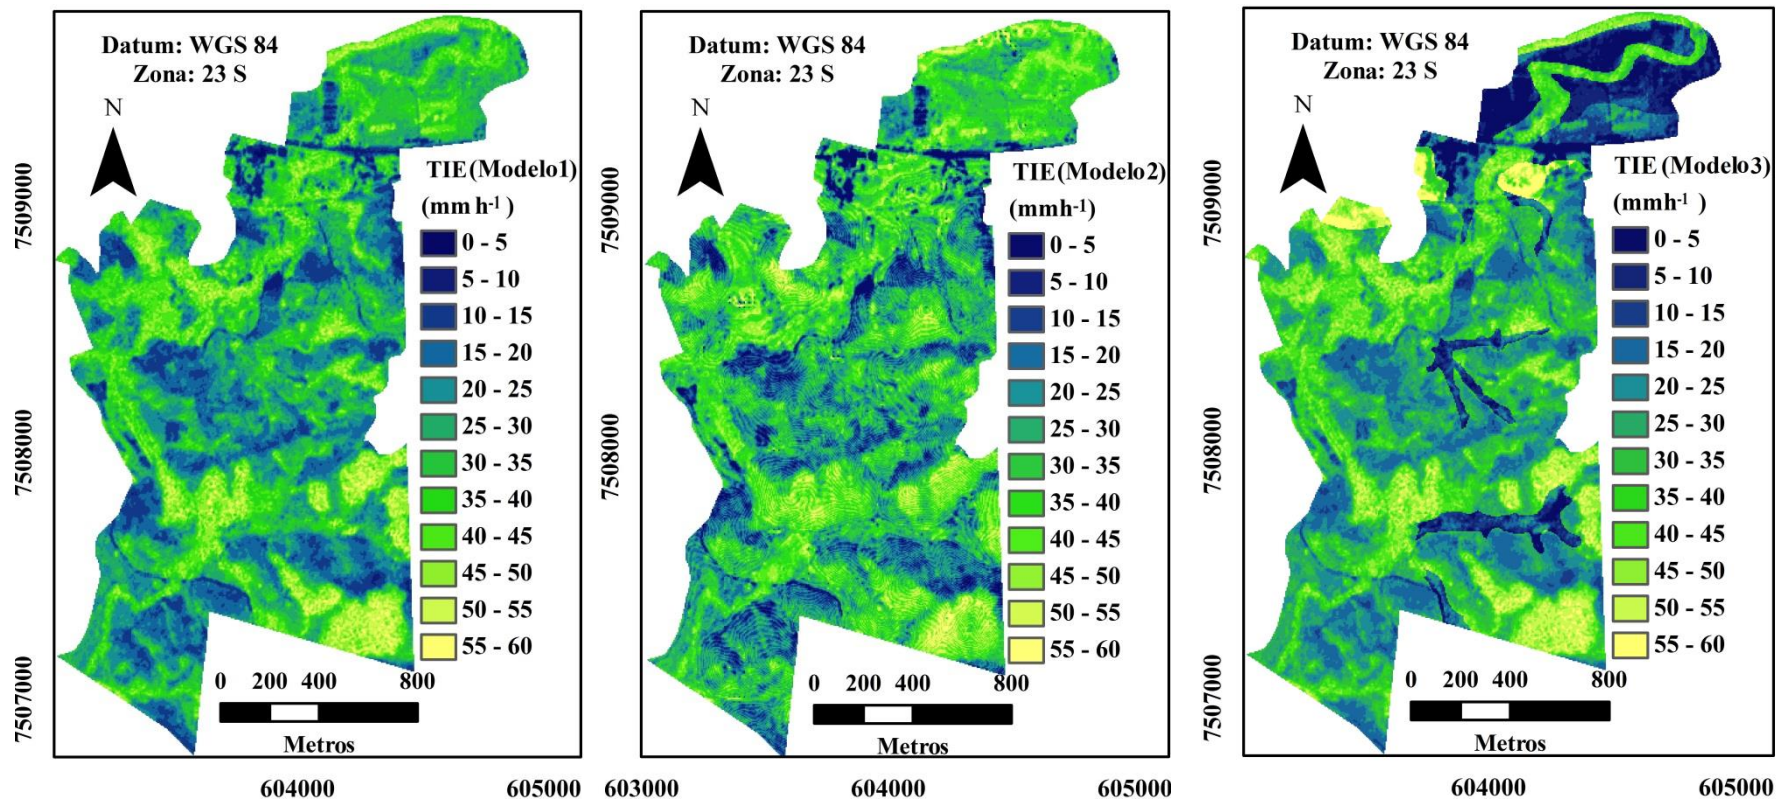 Datum: WGS 84
Zona: 23 S
N
TIE (Modelo1)
(mm h-1 )
0 - 5
5 - 10
10 - 15
15 - 20
20 - 25
25 - 30
30 - 35
35 - 40
40 - 45
45 - 50
50 - 55
55 - 60
0 200 400 800
Metros
7509000
7508000
7507000
604000 605000
Datum: WGS 84
Zona: 23 S
N
TIE (Modelo2)
(mmh-1)
0 - 5
5 - 10
10 - 15
15 - 20
20 - 25
25 - 30
30 - 35
35 - 40
40 - 45
45 - 50
50 - 55
55 - 60
0 200 400 800
Metros
7509000
7508000
603000 604000 605000
Datum: WGS 84
Zona: 23 S
N
TIE (Modelo3)
(mmh-1 )
0 - 5
5 - 10
10 - 15
15 - 20
20 - 25
25 - 30
30 - 35
35 - 40
40 - 45
45 - 50
50 - 55
55 - 60
0 200 400 800
Metros
7509000
7508000
7507000
604000 605000